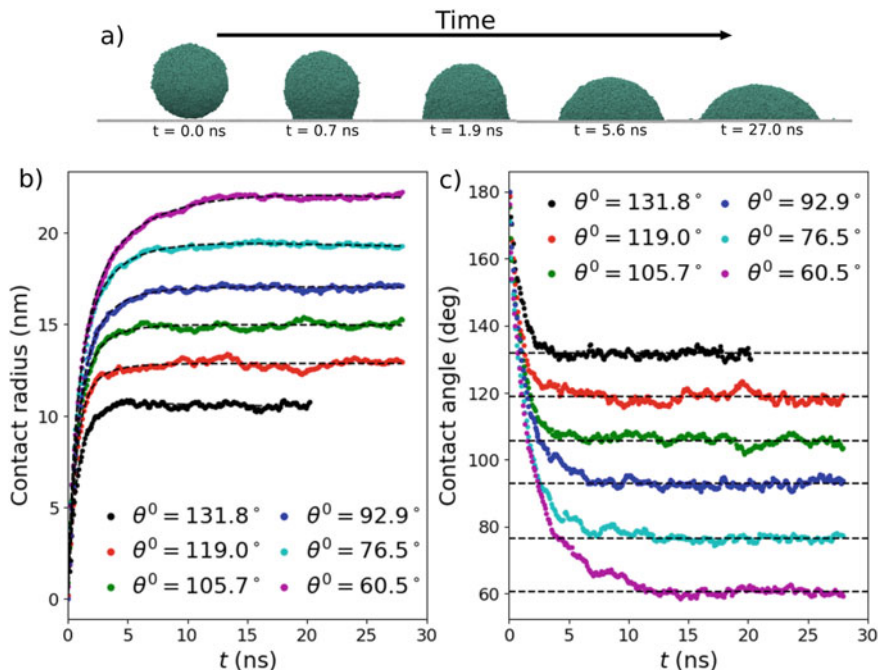 Time
a)
t = 0.0 ns
0.7 ns
t = 1.9 ns
t = 5.6 ns
t = 27.0 ns
b)
Contact radius (nm)
20
15
10
5
0
θ⁰ = 131.8° θ⁰ = 92.9°
θ⁰ = 119.0° θ⁰ = 76.5°
θ⁰ = 105.7° θ⁰ = 60.5°
0 5 10 15 20 25 30
t (ns)
c)
Contact angle (deg)
180
160
140
120
100
80
60
θ⁰ = 131.8° θ⁰ = 92.9°
θ⁰ = 119.0° θ⁰ = 76.5°
θ⁰ = 105.7° θ⁰ = 60.5°
0 5 10 15 20 25 30
t (ns)